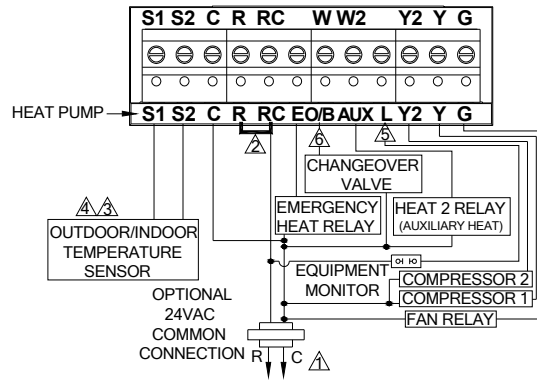 S1 S2 C R RC W W2 Y2 Y G
HEAT PUMP
S1 S2 C R RC E O/B AUX L Y2 Y G
2
6
5
CHANGEOVER
VALVE
4 3
EMERGENCY
HEAT RELAY
HEAT 2 RELAY
(AUXILIARY HEAT)
OUTDOOR/INDOOR
TEMPERATURE
SENSOR
EQUIPMENT
MONITOR
COMPRESSOR 2
COMPRESSOR 1
FAN RELAY
OPTIONAL
24VAC
COMMON
CONNECTION
R C 1